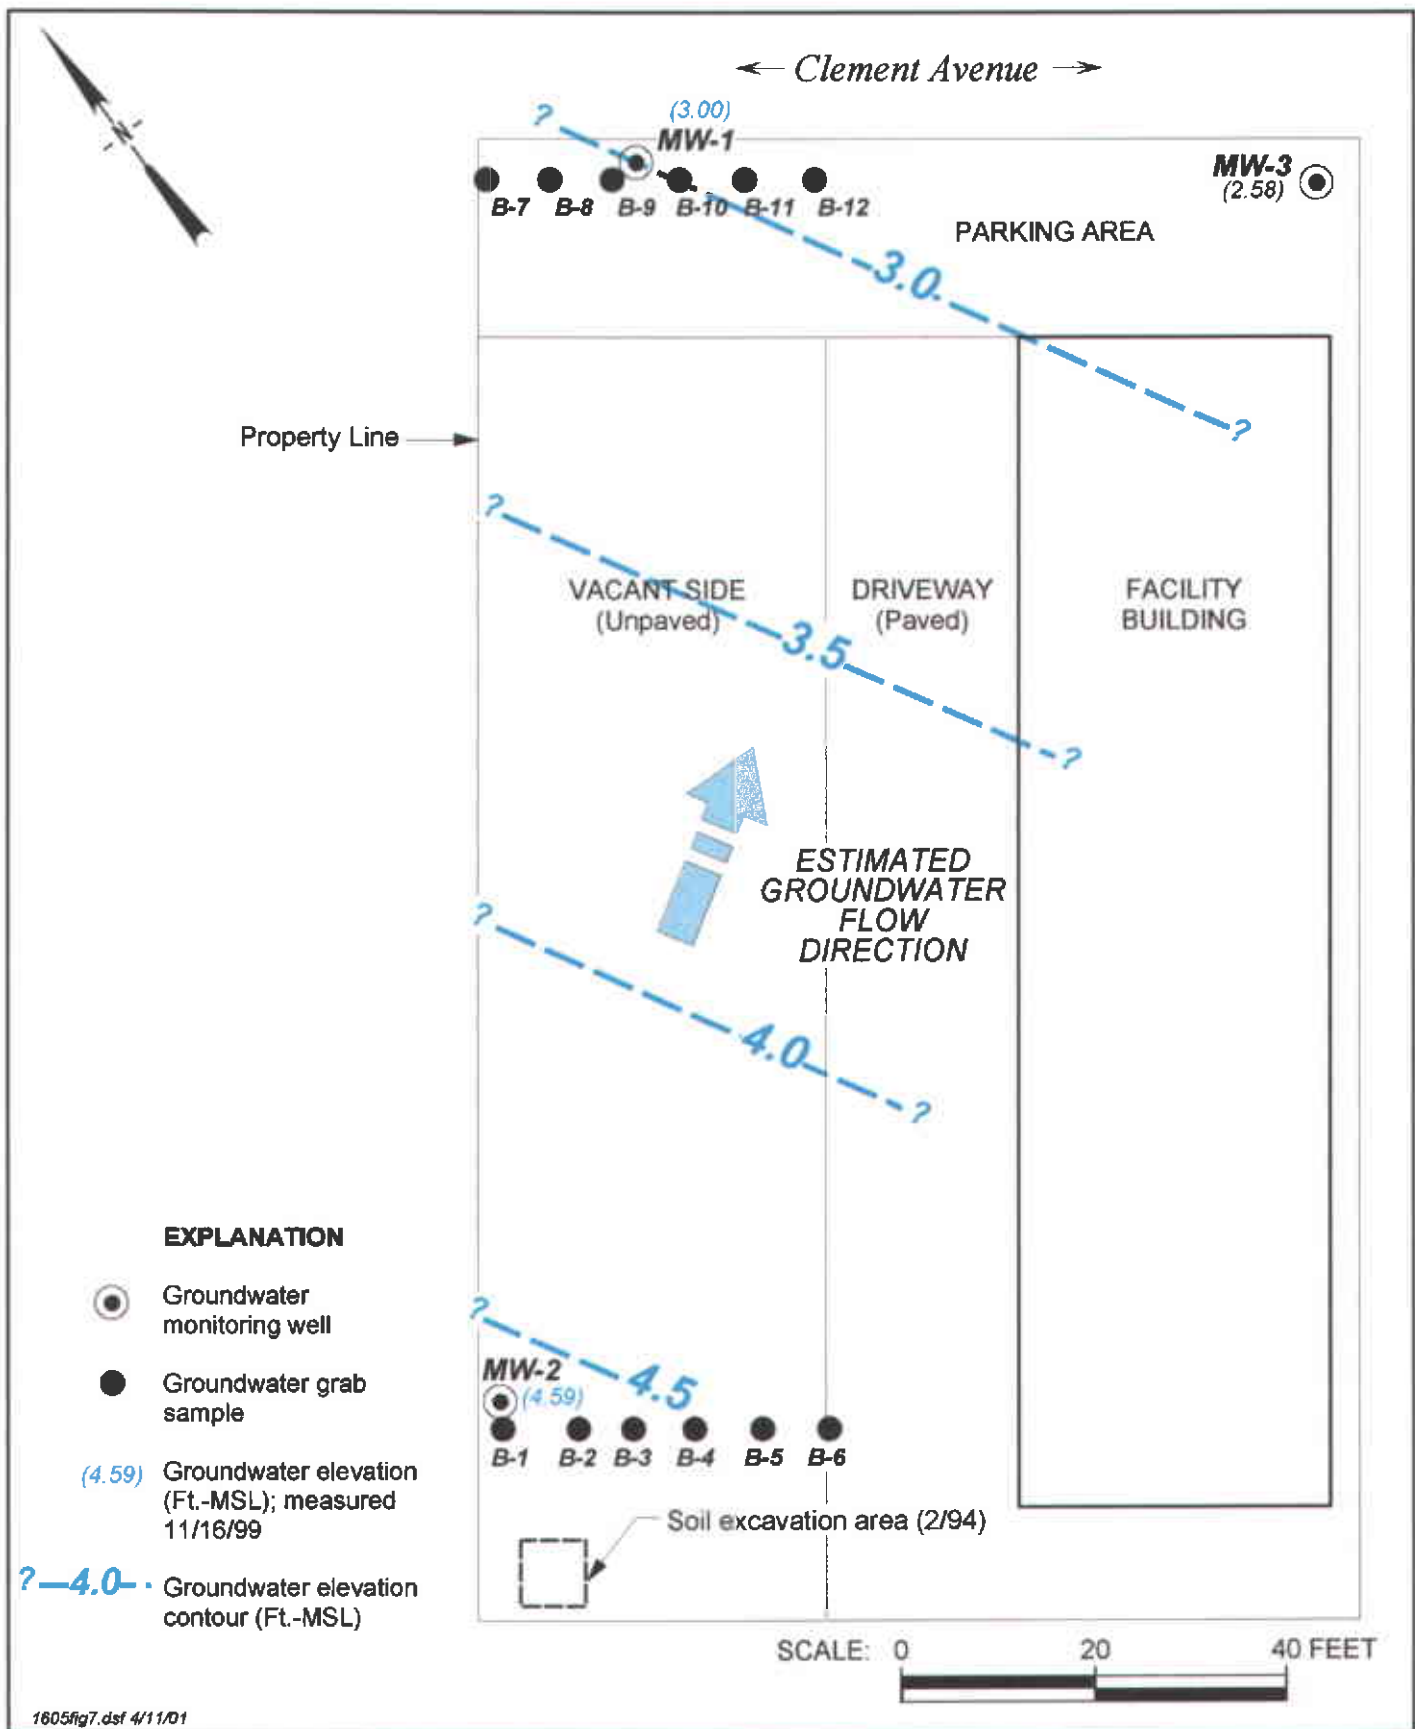 ← Clement Avenue →
N
?
(3.00)
MW-1
MW-3
(2.58)
B-7 B-8 B-9 B-10 B-11 B-12
PARKING AREA
3.0
?
Property Line
?
VACANT SIDE
(Unpaved)
DRIVEWAY
(Paved)
FACILITY
BUILDING
3.5
?
ESTIMATED
GROUNDWATER
FLOW
DIRECTION
?
4.0
?
EXPLANATION
Groundwater
monitoring well
Groundwater grab
sample
(4.59) Groundwater elevation
(Ft.-MSL); measured
11/16/99
?—4.0- - Groundwater elevation
contour (Ft.-MSL)
?
MW-2
(4.59)
4.5
B-1 B-2 B-3 B-4 B-5 B-6
Soil excavation area (2/94)
SCALE: 0 20 40 FEET
1605fig7.dsf 4/11/01